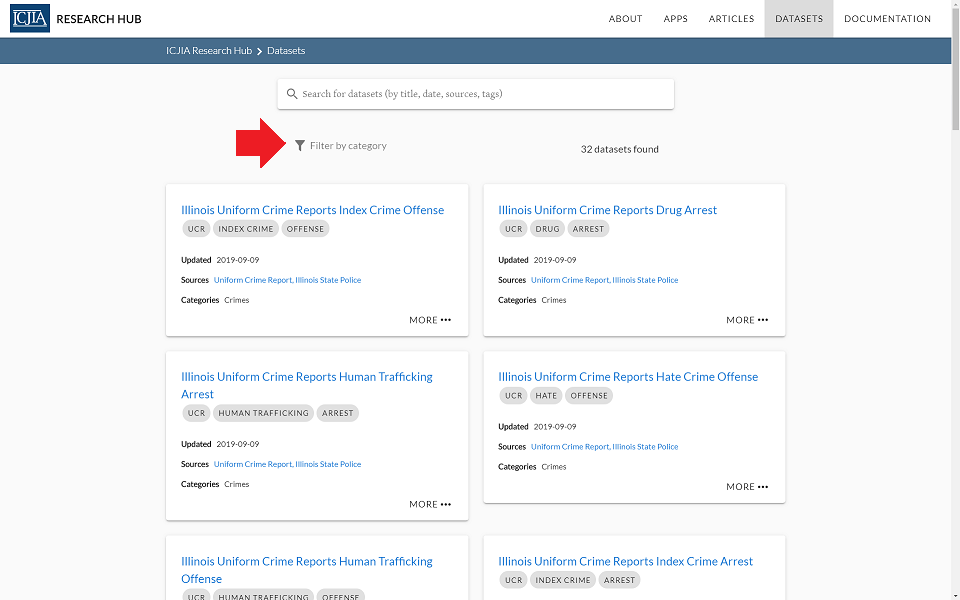 ICJIA RESEARCH HUB ABOUT APPS ARTICLES DATASETS DOCUMENTATION
ICJIA Research Hub Datasets
Search for datasets (by title, date, sources, tags)
Filter by category 32 datasets found
Illinois Uniform Crime Reports Index Crime Offense
UCR INDEX CRIME OFFENSE
Updated 2019-09-09
Sources Uniform Crime Report, Illinois State Police
Categories Crimes
MORE •••
Illinois Uniform Crime Reports Drug Arrest
UCR DRUG ARREST
Updated 2019-09-09
Sources Uniform Crime Report, Illinois State Police
Categories Crimes
MORE •••
Illinois Uniform Crime Reports Human Trafficking
Arrest
UCR HUMAN TRAFFICKING ARREST
Updated 2019-09-09
Sources Uniform Crime Report, Illinois State Police
Categories Crimes
MORE •••
Illinois Uniform Crime Reports Hate Crime Offense
UCR HATE OFFENSE
Updated 2019-09-09
Sources Uniform Crime Report, Illinois State Police
Categories Crimes
MORE •••
Illinois Uniform Crime Reports Human Trafficking
Offense
UCR HUMAN TRAFFICKING OFFENSE
Illinois Uniform Crime Reports Index Crime Arrest
UCR INDEX CRIME ARREST